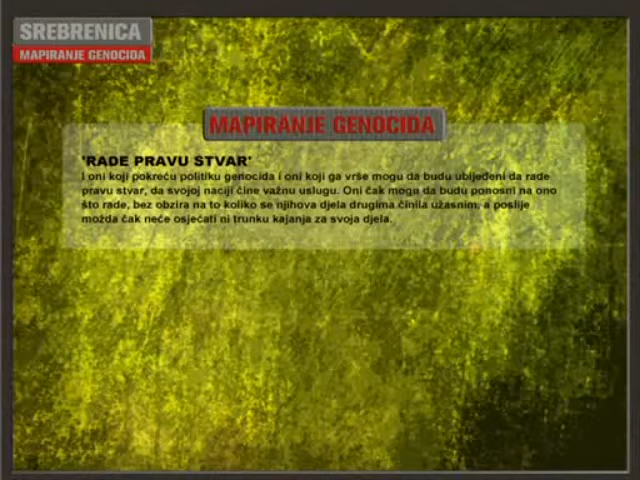 SREBRENICA
MAPIRANJE GENOCIDA
MAPIRANJE GENOCIDA
'RADE PRAVU STVAR'
I oni koji pokreću politiku genocida i oni koji ga vrše mogu da budu ubijeđeni da rade
pravu stvar, da svojoj naciji čine važnu uslugu. Oni čak mogu da budu ponosni na ono
što rade, bez obzira na to koliko se njihova djela drugima činila užasnim, a poslije
možda čak neće osjećati ni trunku kajanja za svoja djela.